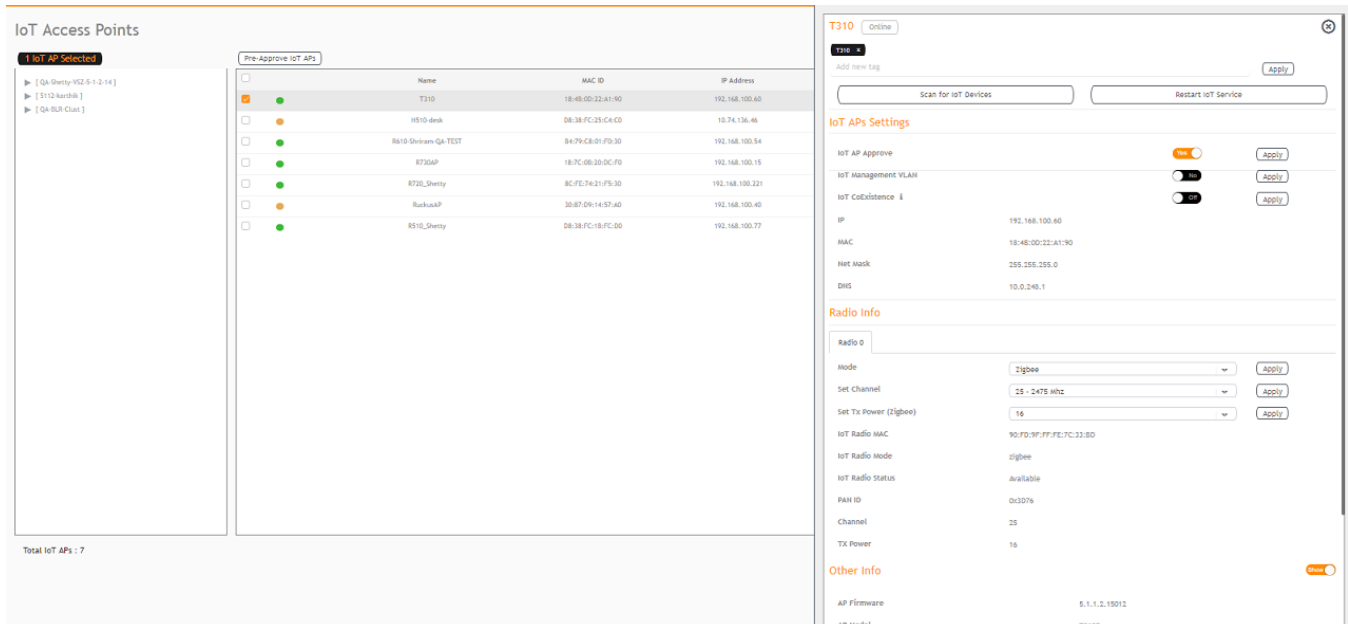 IoT Access Points
1 IoT AP Selected
Pre-Approve IoT APs
[ QA-Shetty-VSZ-5-1-2-14 ]
[ 5112-karthik ]
[ QA-BLR-Clust ]
Name MAC ID IP Address
T310 18:4B:0D:22:A1:90 192.168.100.60
H510-desk D8:38:FC:25:C4:C0 10.74.136.46
R610-Shriram-QA-TEST B4:79:C8:01:FD:30 192.168.100.54
R730AP 18:7C:0B:20:DC:F0 192.168.100.15
R720_Shetty BC:FE:74:21:F5:30 192.168.100.221
RuckusAP 30:87:D9:14:57:A0 192.168.100.40
R510_Shetty D8:38:FC:18:FC:D0 192.168.100.77
Total IoT APs : 7
T310 Online
T310 x
Add new tag Apply
Scan for IoT Devices Restart IoT Service
IoT APs Settings
IoT AP Approve Yes Apply
IoT Management VLAN No Apply
IoT CoExistence i Off Apply
IP 192.168.100.60
MAC 18:4B:0D:22:A1:90
Net Mask 255.255.255.0
DNS 10.0.248.1
Radio Info
Radio 0
Mode Zigbee Apply
Set Channel 25 - 2475 Mhz Apply
Set Tx Power (Zigbee) 16 Apply
IoT Radio MAC 90:FD:9F:FF:FE:7C:33:BD
IoT Radio Mode zigbee
IoT Radio Status Available
PAN ID 0x3D76
Channel 25
TX Power 16
Other Info Show
AP Firmware 5.1.1.2.15012